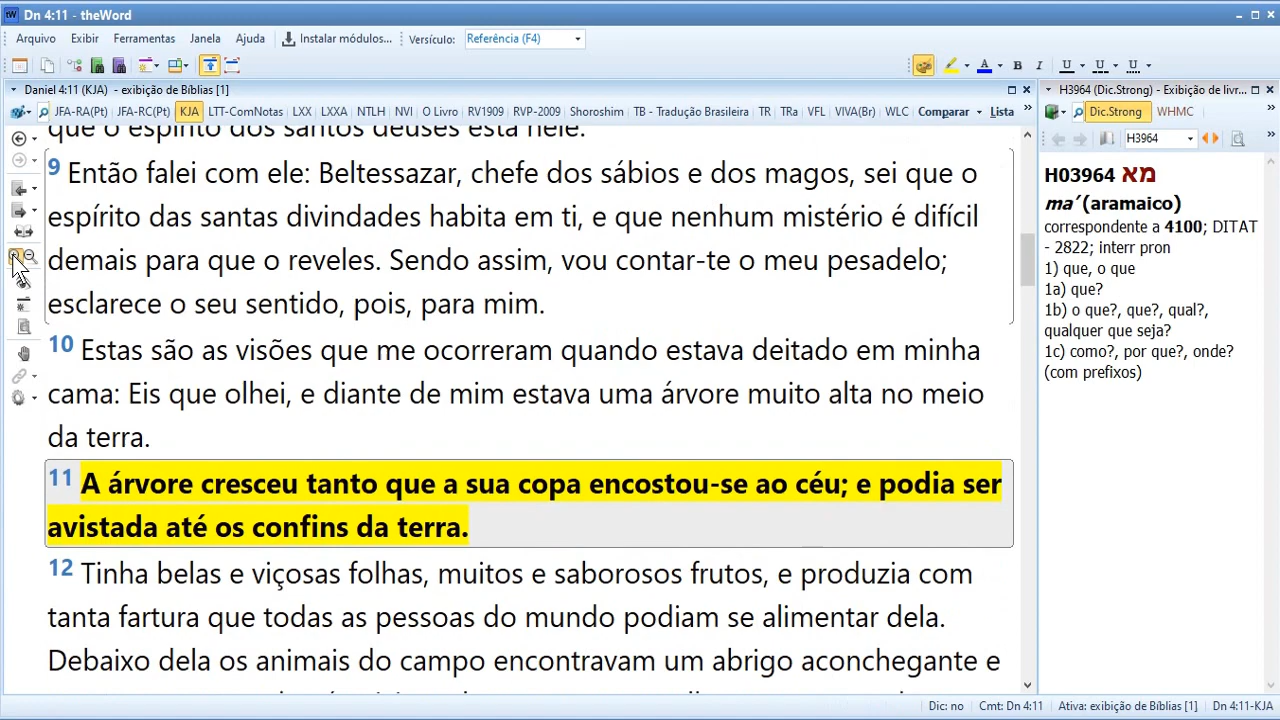 Dn 4:11 - theWord
Arquivo Exibir Ferramentas Janela Ajuda Instalar módulos... Versículo: Referência (F4)
Daniel 4:11 (KJA) - exibição de Bíblias [1]
JFA-RA(Pt) JFA-RC(Pt) KJA LTT-ComNotas LXX LXXA NTLH NVI O Livro RV1909 RVP-2009 Shoroshim TB - Tradução Brasileira TR TRa VFL VIVA(Br) WLC Comparar Lista
que o espírito dos santos deuses está nele.
9 Então falei com ele: Beltessazar, chefe dos sábios e dos magos, sei que o
espírito das santas divindades habita em ti, e que nenhum mistério é difícil
demais para que o reveles. Sendo assim, vou contar-te o meu pesadelo;
esclarece o seu sentido, pois, para mim.
10 Estas são as visões que me ocorreram quando estava deitado em minha
cama: Eis que olhei, e diante de mim estava uma árvore muito alta no meio
da terra.
11 A árvore cresceu tanto que a sua copa encostou-se ao céu; e podia ser
avistada até os confins da terra.
12 Tinha belas e viçosas folhas, muitos e saborosos frutos, e produzia com
tanta fartura que todas as pessoas do mundo podiam se alimentar dela.
Debaixo dela os animais do campo encontravam um abrigo aconchegante e
H3964 (Dic.Strong) - Exibição de livr...
Dic.Strong WHMC
H3964
H03964 מא
ma´ (aramaico)
correspondente a 4100; DITAT
- 2822; interr pron
1) que, o que
1a) que?
1b) o que?, que?, qual?,
qualquer que seja?
1c) como?, por que?, onde?
(com prefixos)
Dic: no Cmt: Dn 4:11 Ativa: exibição de Bíblias [1] Dn 4:11-KJA